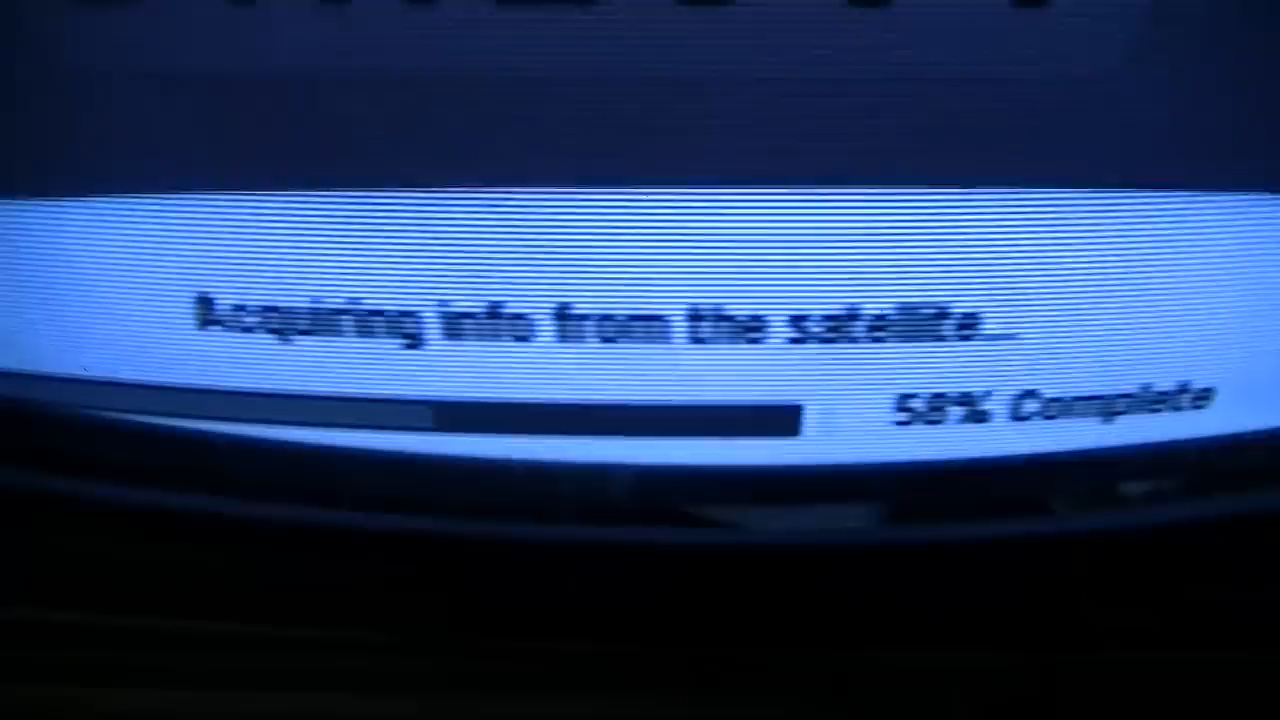 Acquiring info from the satellite...
58% Complete